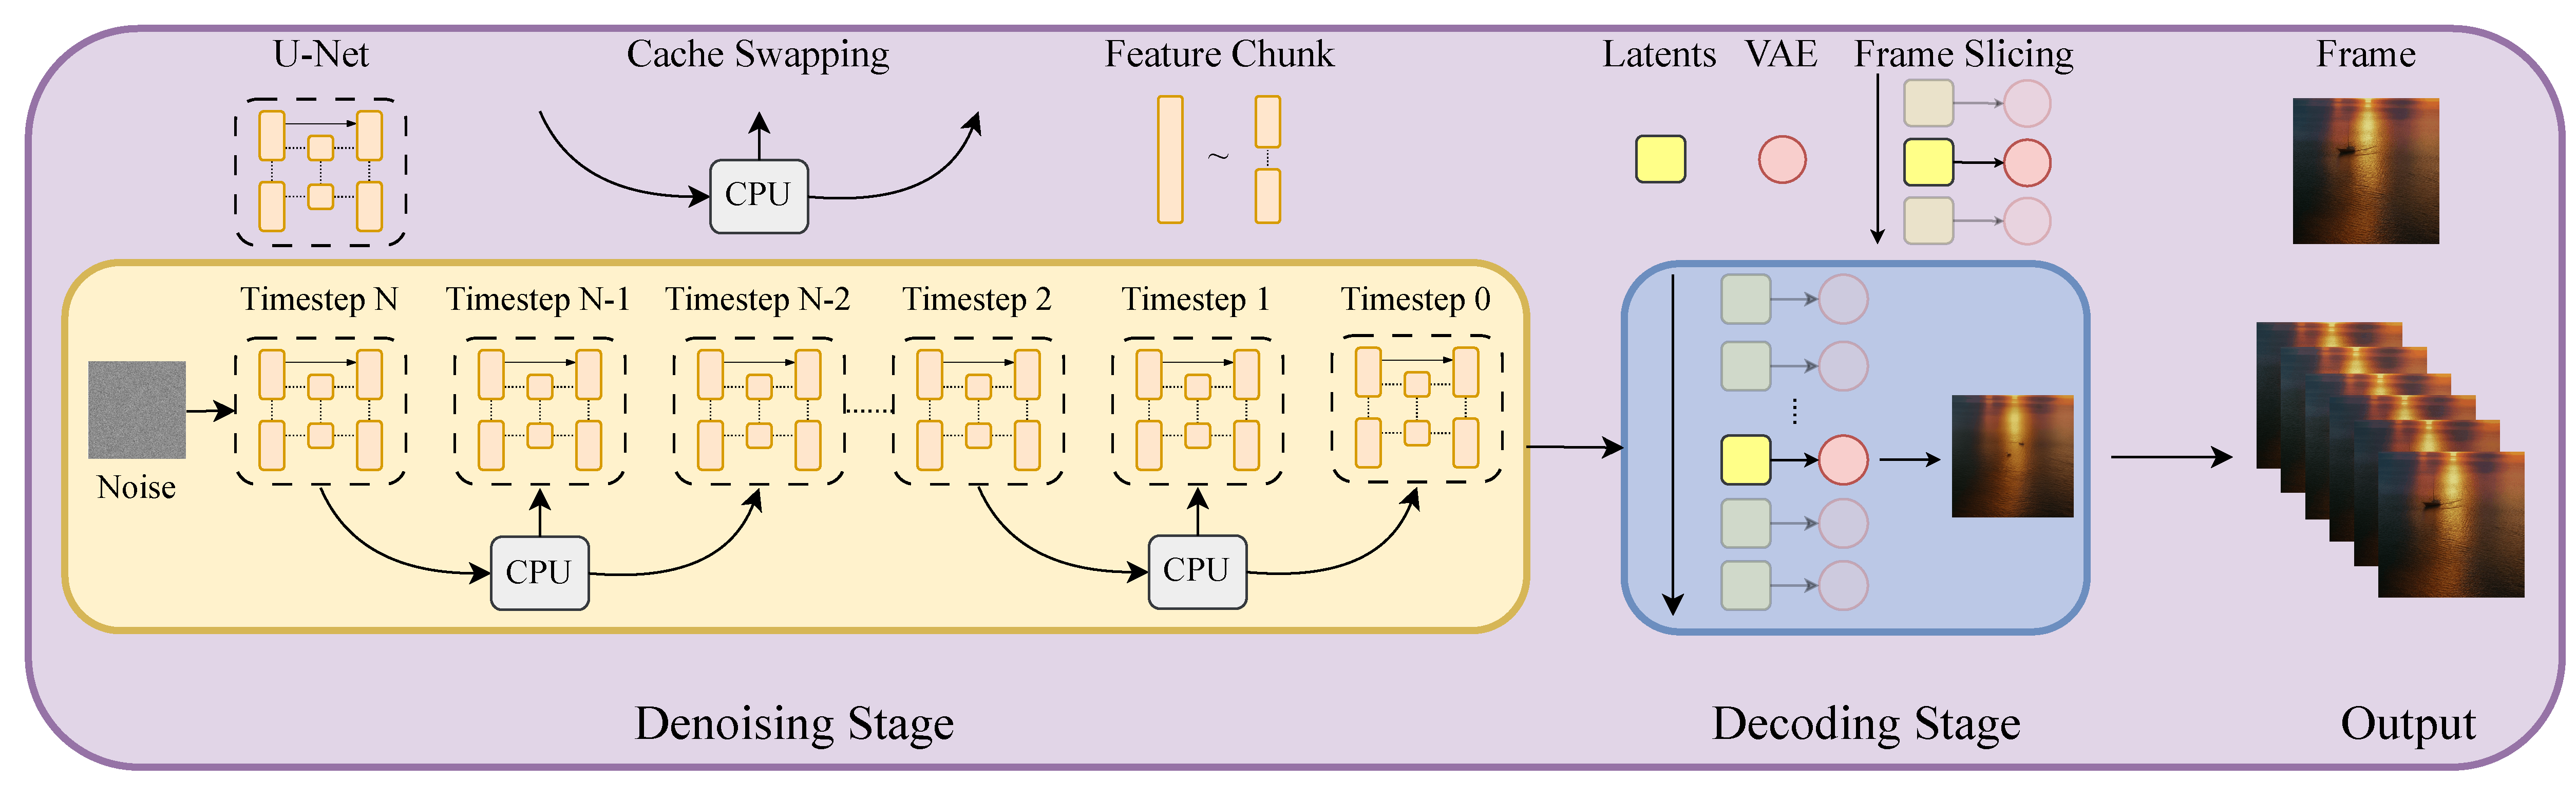 U-Net
Cache Swapping
Feature Chunk
Latents
VAE
Frame Slicing
Frame
CPU
~
Timestep N
Timestep N-1
Timestep N-2
Timestep 2
Timestep 1
Timestep 0
Noise
CPU
CPU
Denoising Stage
Decoding Stage
Output